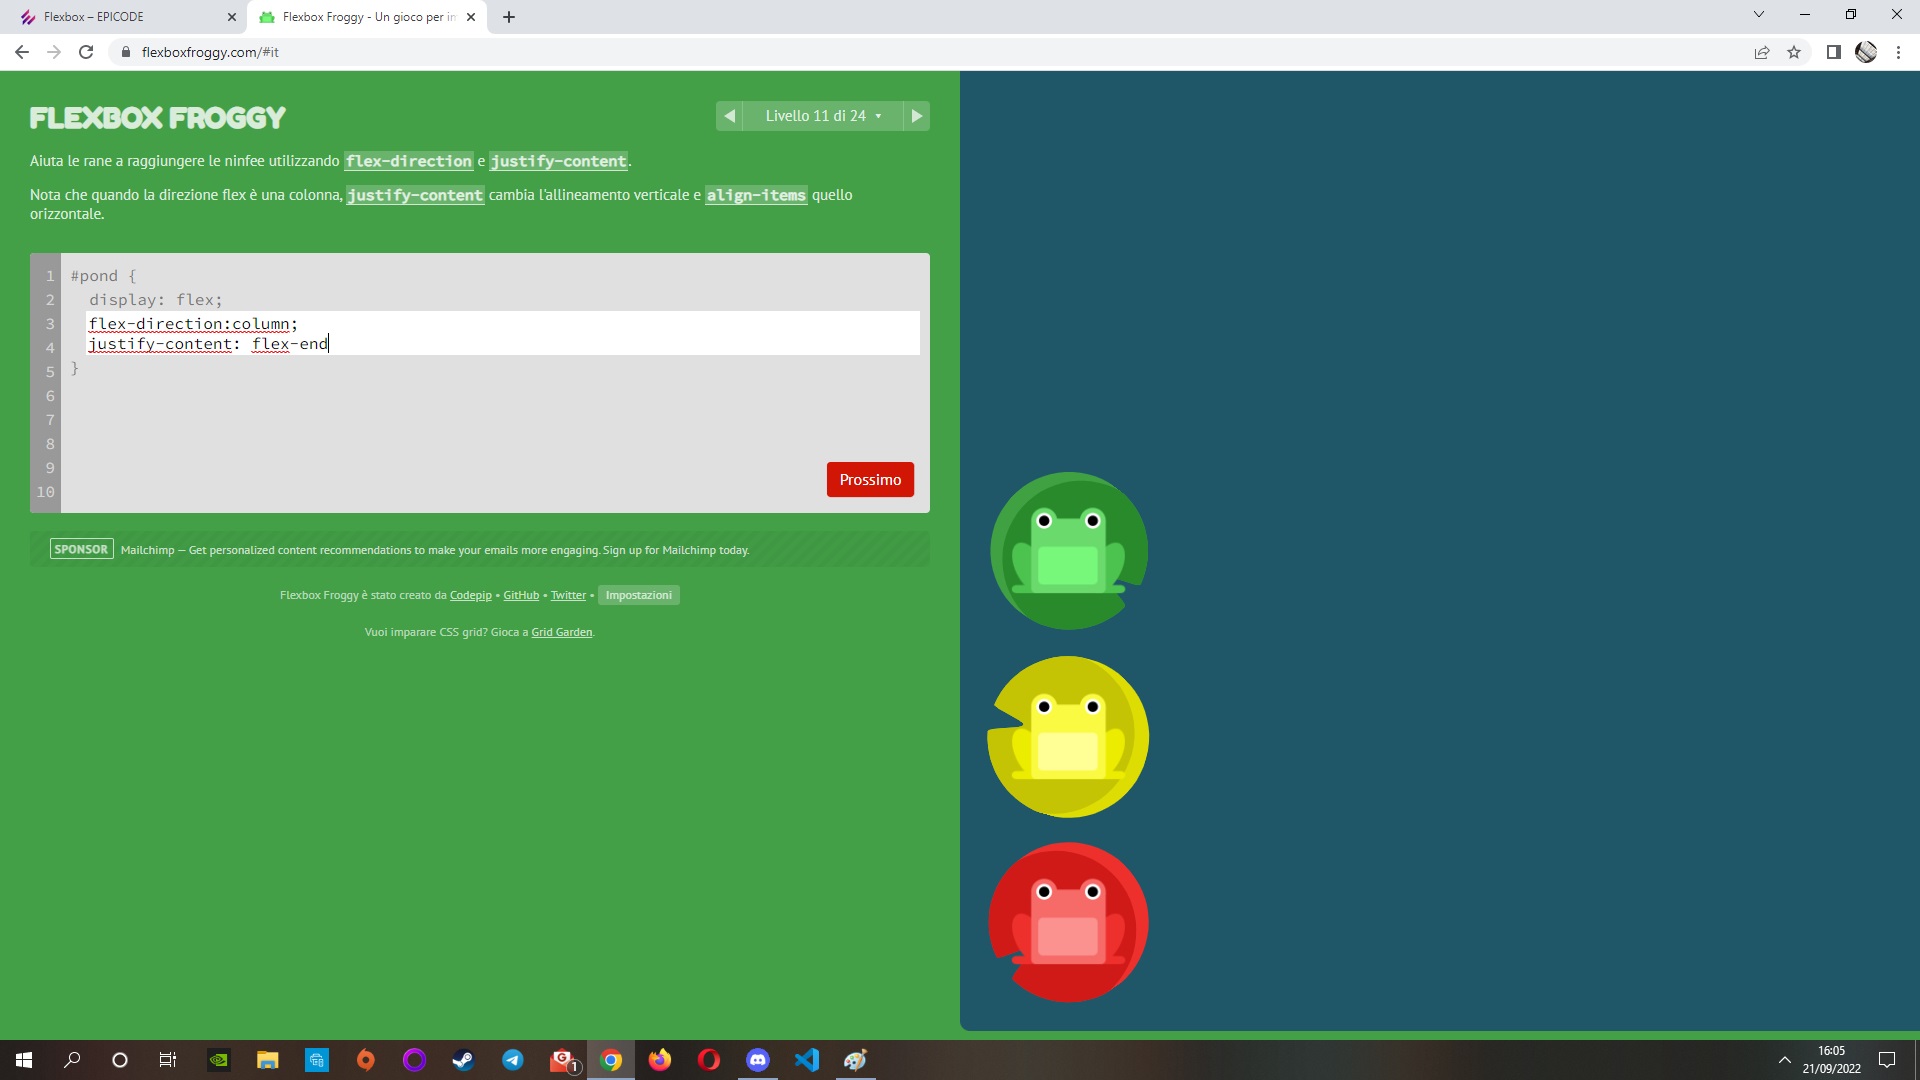 Flexbox – EPICODE
Flexbox Froggy - Un gioco per im
flexboxfroggy.com/#it
FLEXBOX FROGGY
Livello 11 di 24
Aiuta le rane a raggiungere le ninfee utilizzando flex-direction e justify-content.
Nota che quando la direzione flex è una colonna, justify-content cambia l'allineamento verticale e align-items quello
orizzontale.
1 #pond {
2 display: flex;
3 flex-direction:column;
4 justify-content: flex-end
5 }
6
7
8
9
10
Prossimo
SPONSOR Mailchimp — Get personalized content recommendations to make your emails more engaging. Sign up for Mailchimp today.
Flexbox Froggy è stato creato da Codepip • GitHub • Twitter • Impostazioni
Vuoi imparare CSS grid? Gioca a Grid Garden.
1
16:05
21/09/2022